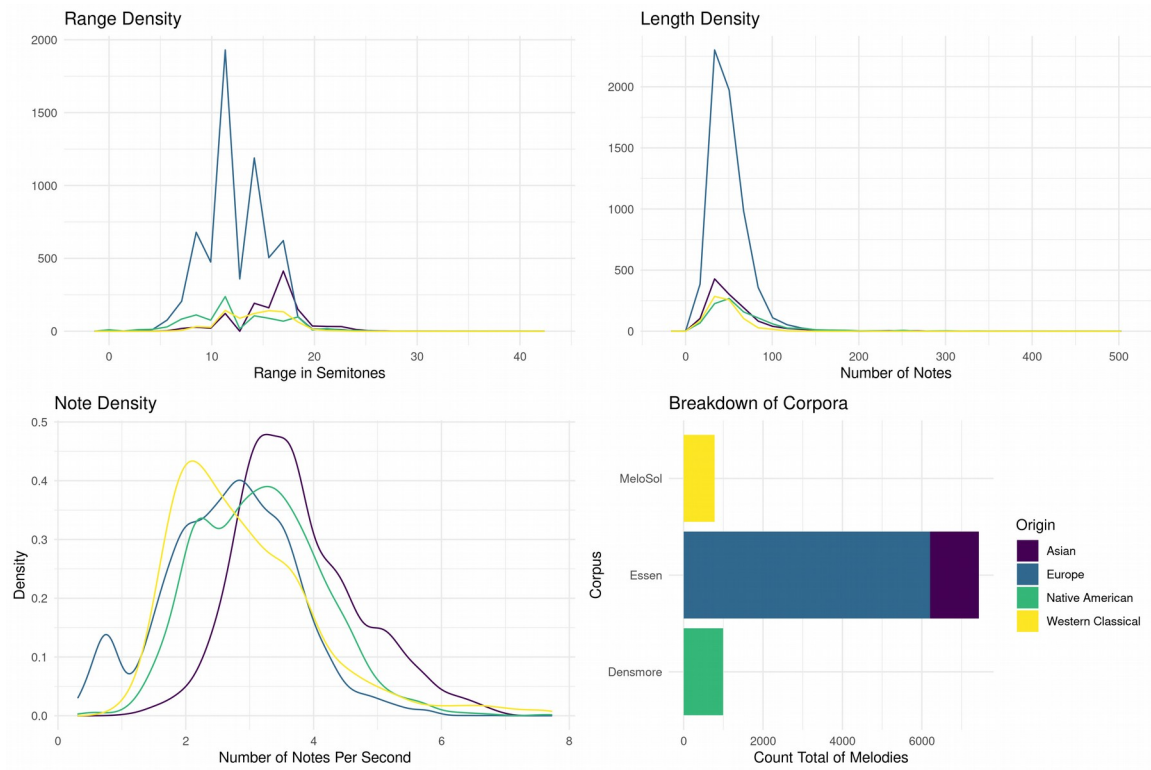 Range Density
2000
1500
1000
500
0
0 10 20 30 40
Range in Semitones
Length Density
2000
1500
1000
500
0
0 100 200 300 400 500
Number of Notes
Note Density
Density
0.5
0.4
0.3
0.2
0.1
0.0
0 2 4 6 8
Number of Notes Per Second
Breakdown of Corpora
Corpus
MeloSol
Essen
Densmore
0 2000 4000 6000
Count Total of Melodies
Origin
Asian
Europe
Native American
Western Classical